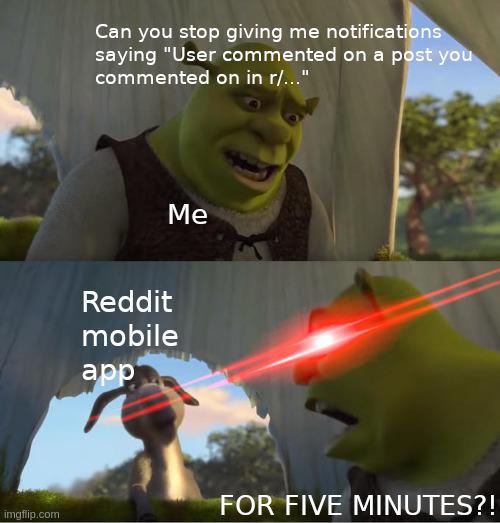 Can you stop giving me notifications
saying "User commented on a post you
commented on in r/..."
Me
Reddit
mobile
app
FOR FIVE MINUTES?!
imgflip.com